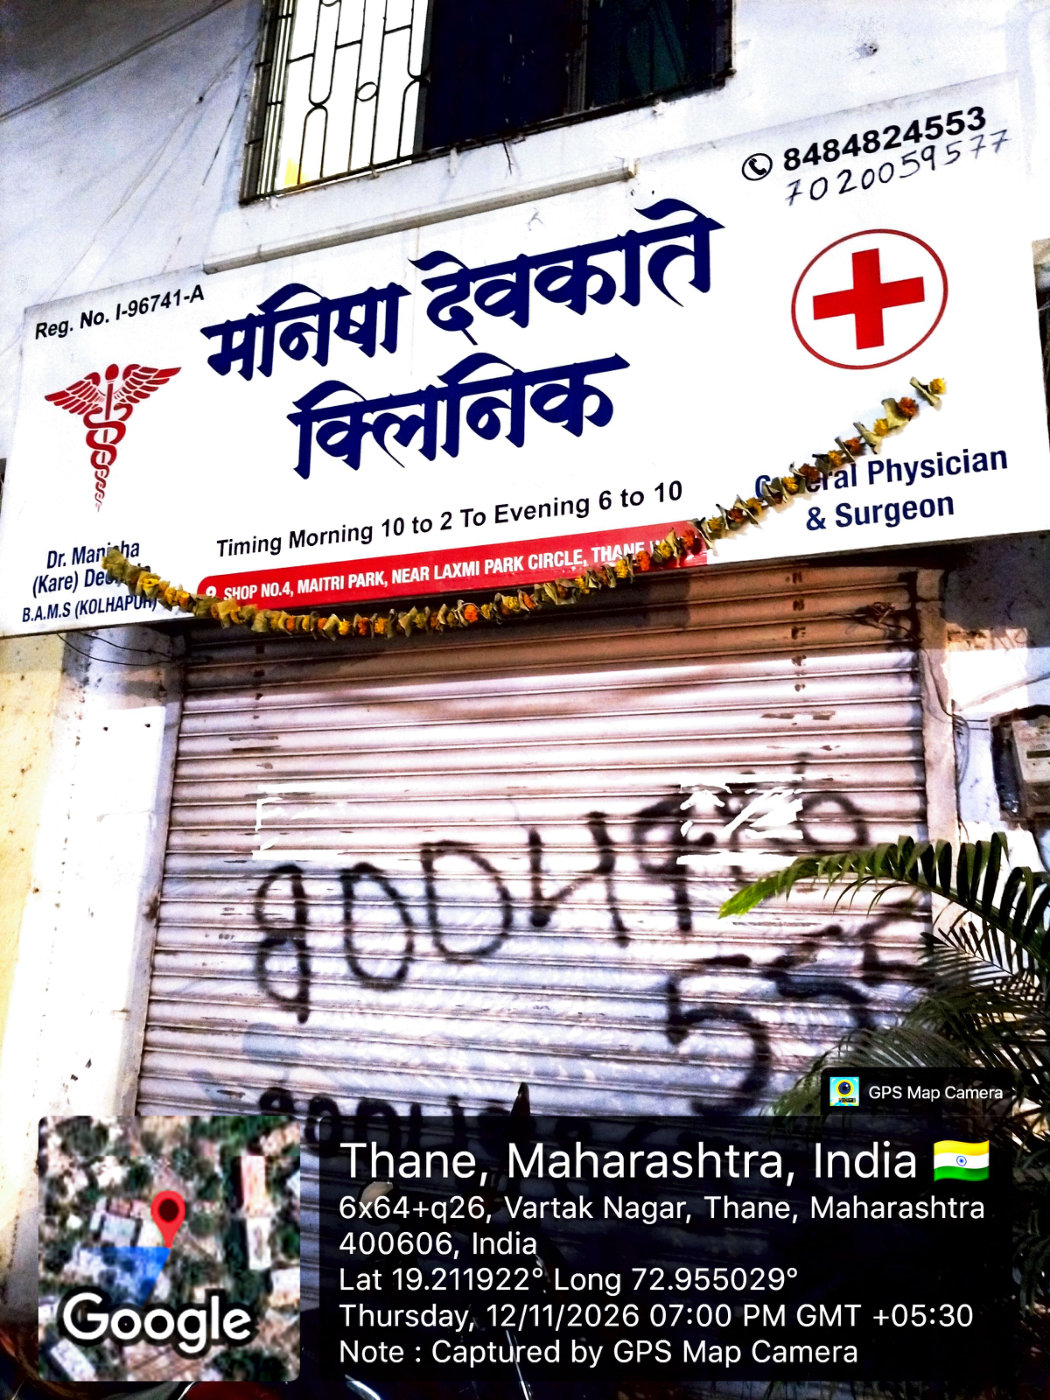 8484824553
7020059577
Reg. No. I-96741-A
मनिषा देवकाते
क्लिनिक
Timing Morning 10 to 2 To Evening 6 to 10
General Physician
& Surgeon
Dr. Manisha
(Kare)
B.A.M.S (KOLHAPUR)
SHOP NO.4, MAITRI PARK, NEAR LAXMI PARK CIRCLE, THANE
GPS Map Camera
Thane, Maharashtra, India
6x64+q26, Vartak Nagar, Thane, Maharashtra
400606, India
Lat 19.211922° Long 72.955029°
Thursday, 12/11/2026 07:00 PM GMT +05:30
Note : Captured by GPS Map Camera
Google